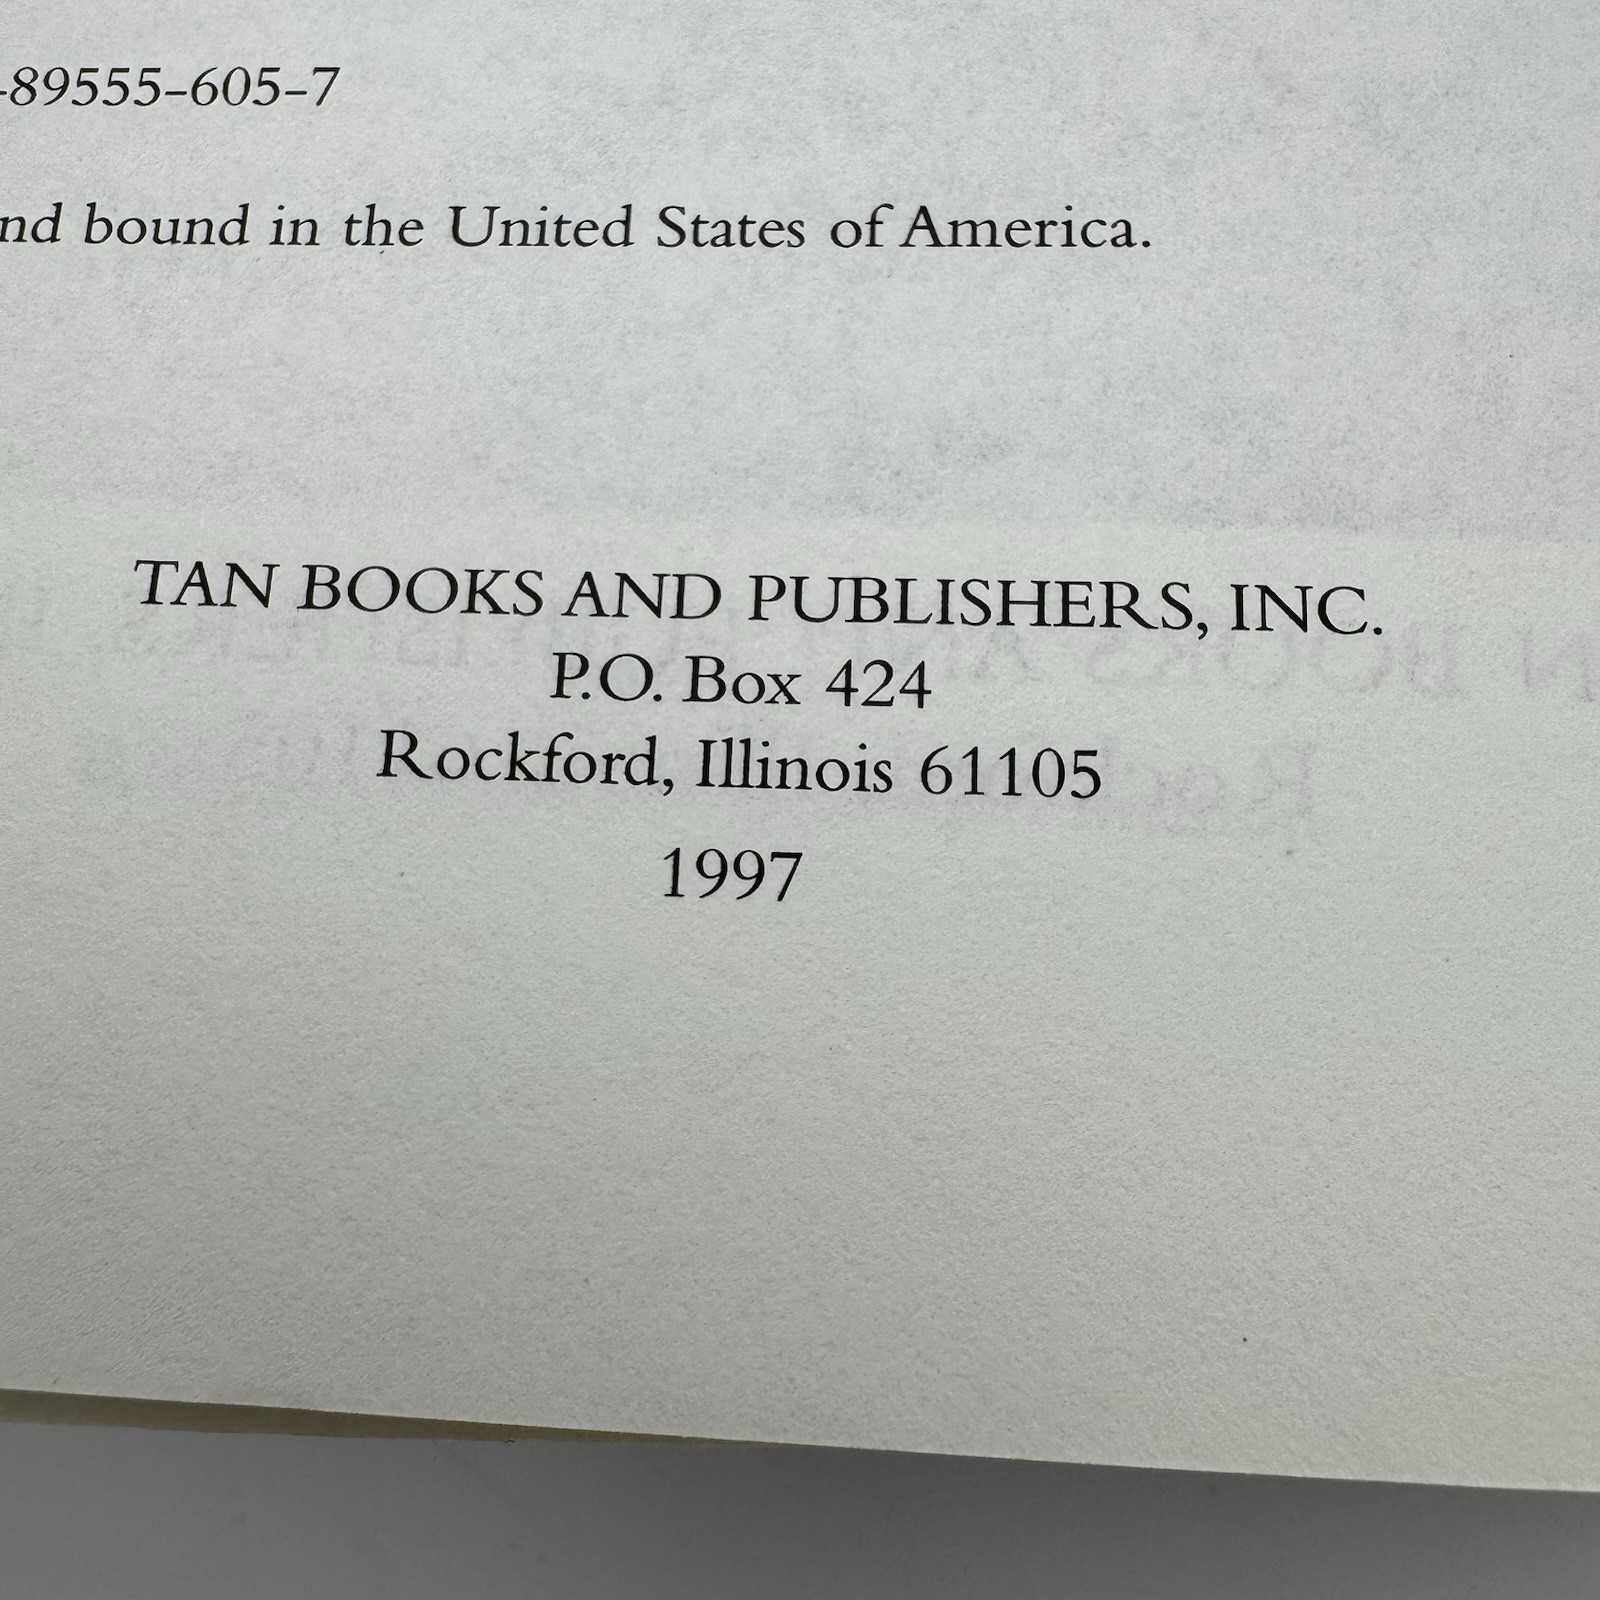 -89555-605-7
nd bound in the United States of America.
TAN BOOKS AND PUBLISHERS, INC.
P.O. Box 424
Rockford, Illinois 61105
1997